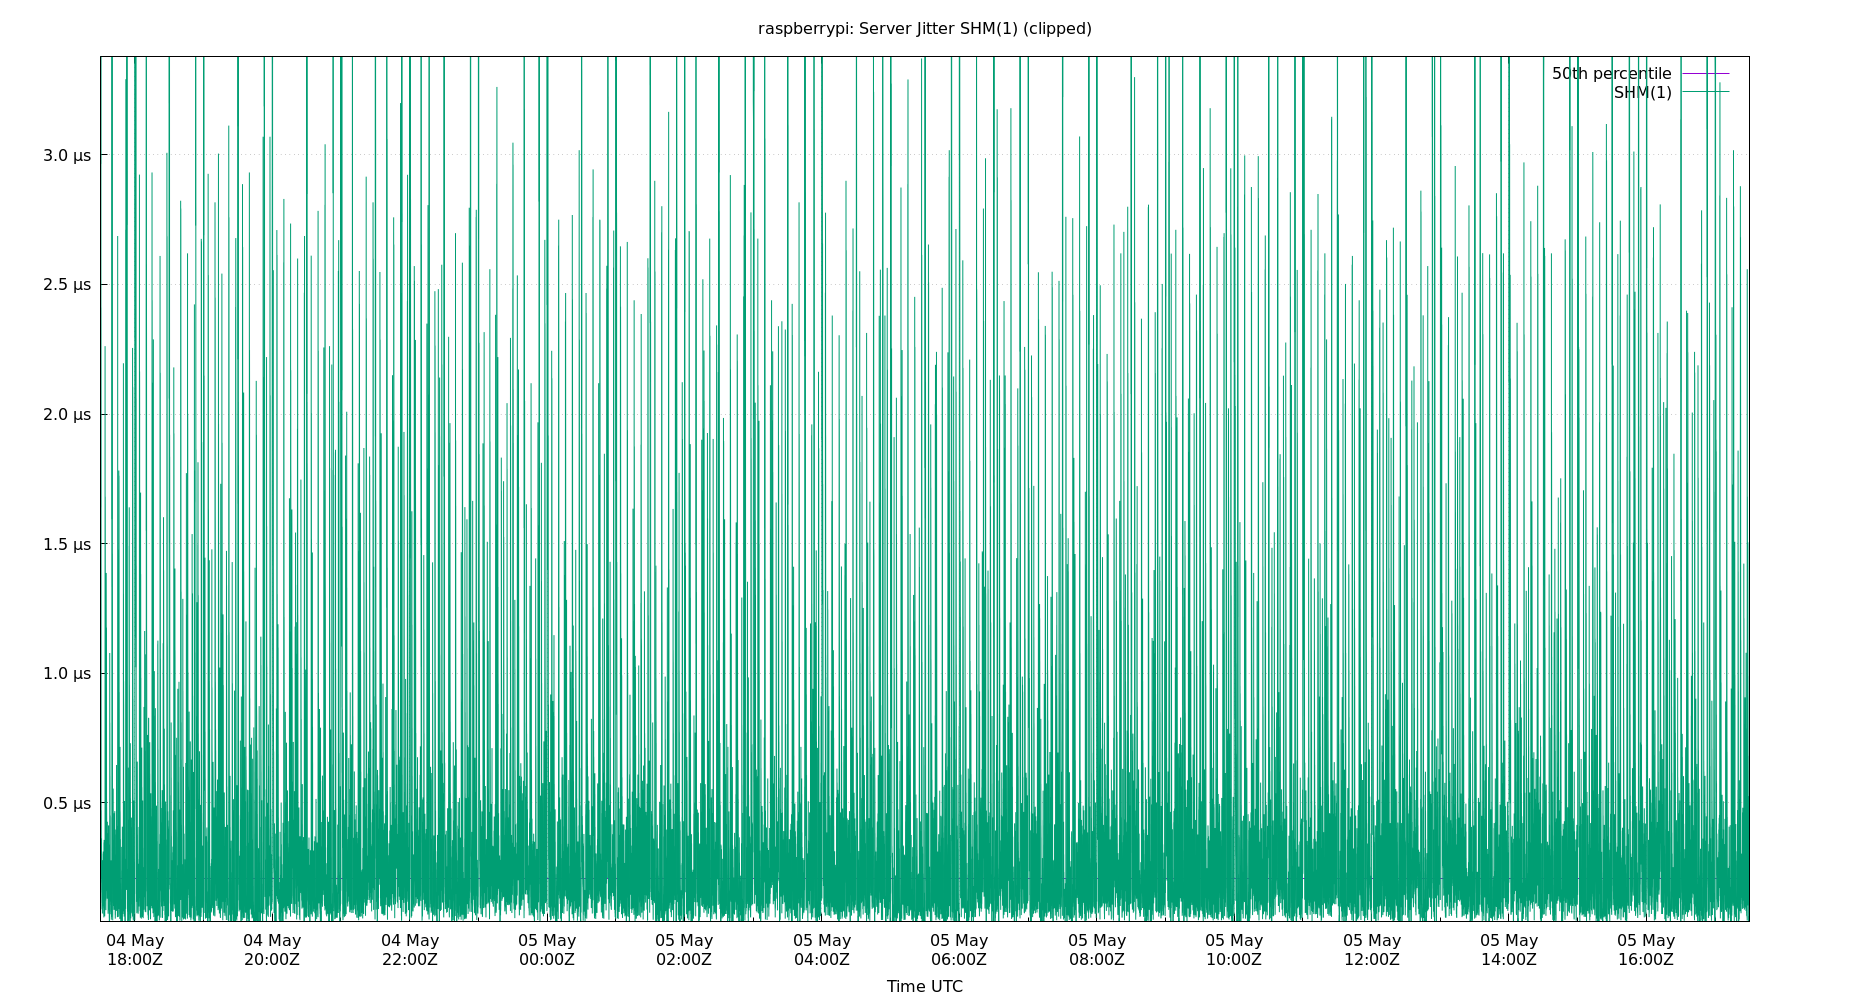 raspberrypi: Server Jitter SHM(1) (clipped)
50th percentile
SHM(1)
3.0 µs
2.5 µs
2.0 µs
1.5 µs
1.0 µs
0.5 µs
04 May 04 May 04 May 05 May 05 May 05 May 05 May 05 May 05 May 05 May 05 May 05 May
18:00Z 20:00Z 22:00Z 00:00Z 02:00Z 04:00Z 06:00Z 08:00Z 10:00Z 12:00Z 14:00Z 16:00Z
Time UTC